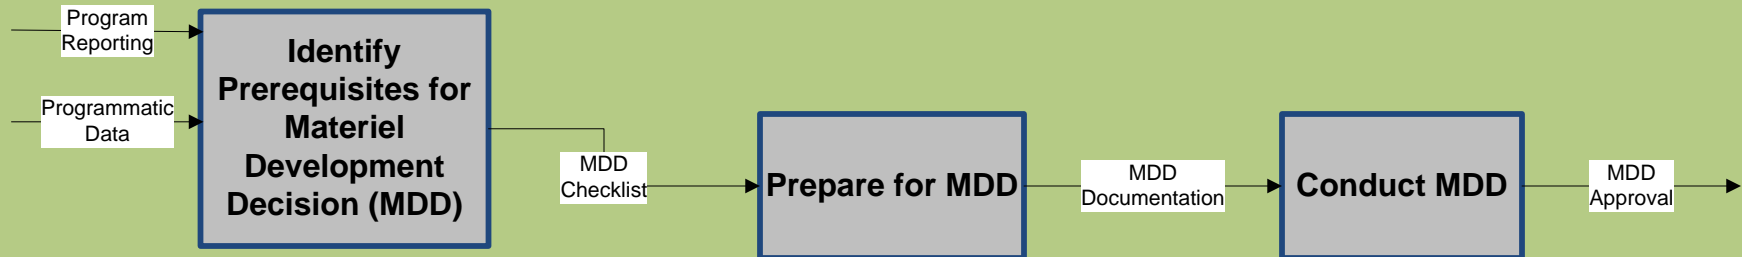 Program
Reporting
Programmatic
Data
Identify
Prerequisites for
Materiel
Development
Decision (MDD)
MDD
Checklist
Prepare for MDD
MDD
Documentation
Conduct MDD
MDD
Approval